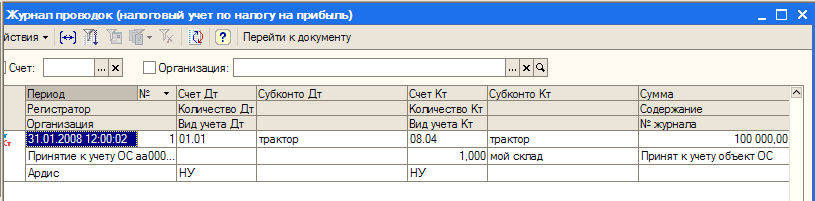 Журнал проводок (налоговый учет по налогу на прибыль)
йствия Перейти к документу
Счет: ... Организация: ...
Период № Счет Дт Субконто Дт Счет Кт Субконто Кт Сумма
Регистратор Количество Дт Количество Кт Содержание
Организация Вид учета Дт Вид учета Кт № журнала
31.01.2008 12:00:02 1 01.01 трактор 08.04 трактор 100 000,00
Принятие к учету ОС аа000... 1,000 мой склад Принят к учету объект ОС
Ардис НУ НУ